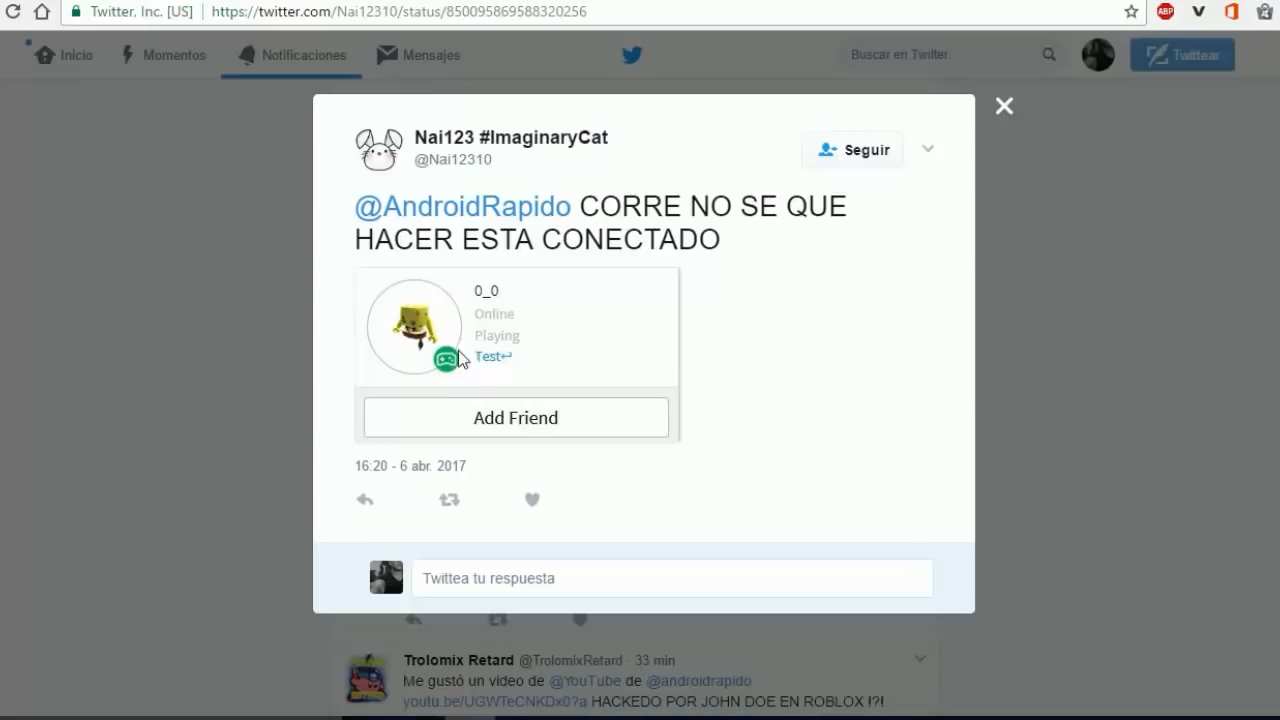 Twitter, Inc. [US] https://twitter.com/Nai12310/status/850095869588320256
ABP
Inicio Momentos Notificaciones Mensajes Buscar en Twitter Twittear
Nai123 #ImaginaryCat
@Nai12310
Seguir
@AndroidRapido CORRE NO SE QUE
HACER ESTA CONECTADO
0_0
Online
Playing
Test
Add Friend
16:20 - 6 abr. 2017
Twittea tu respuesta
Trolomix Retard @TrolomixRetard · 33 min
Me gustó un video de @YouTube de @androidrapido
youtu.be/UGWTeCNKDx0?a HACKEDO POR JOHN DOE EN ROBLOX !?!